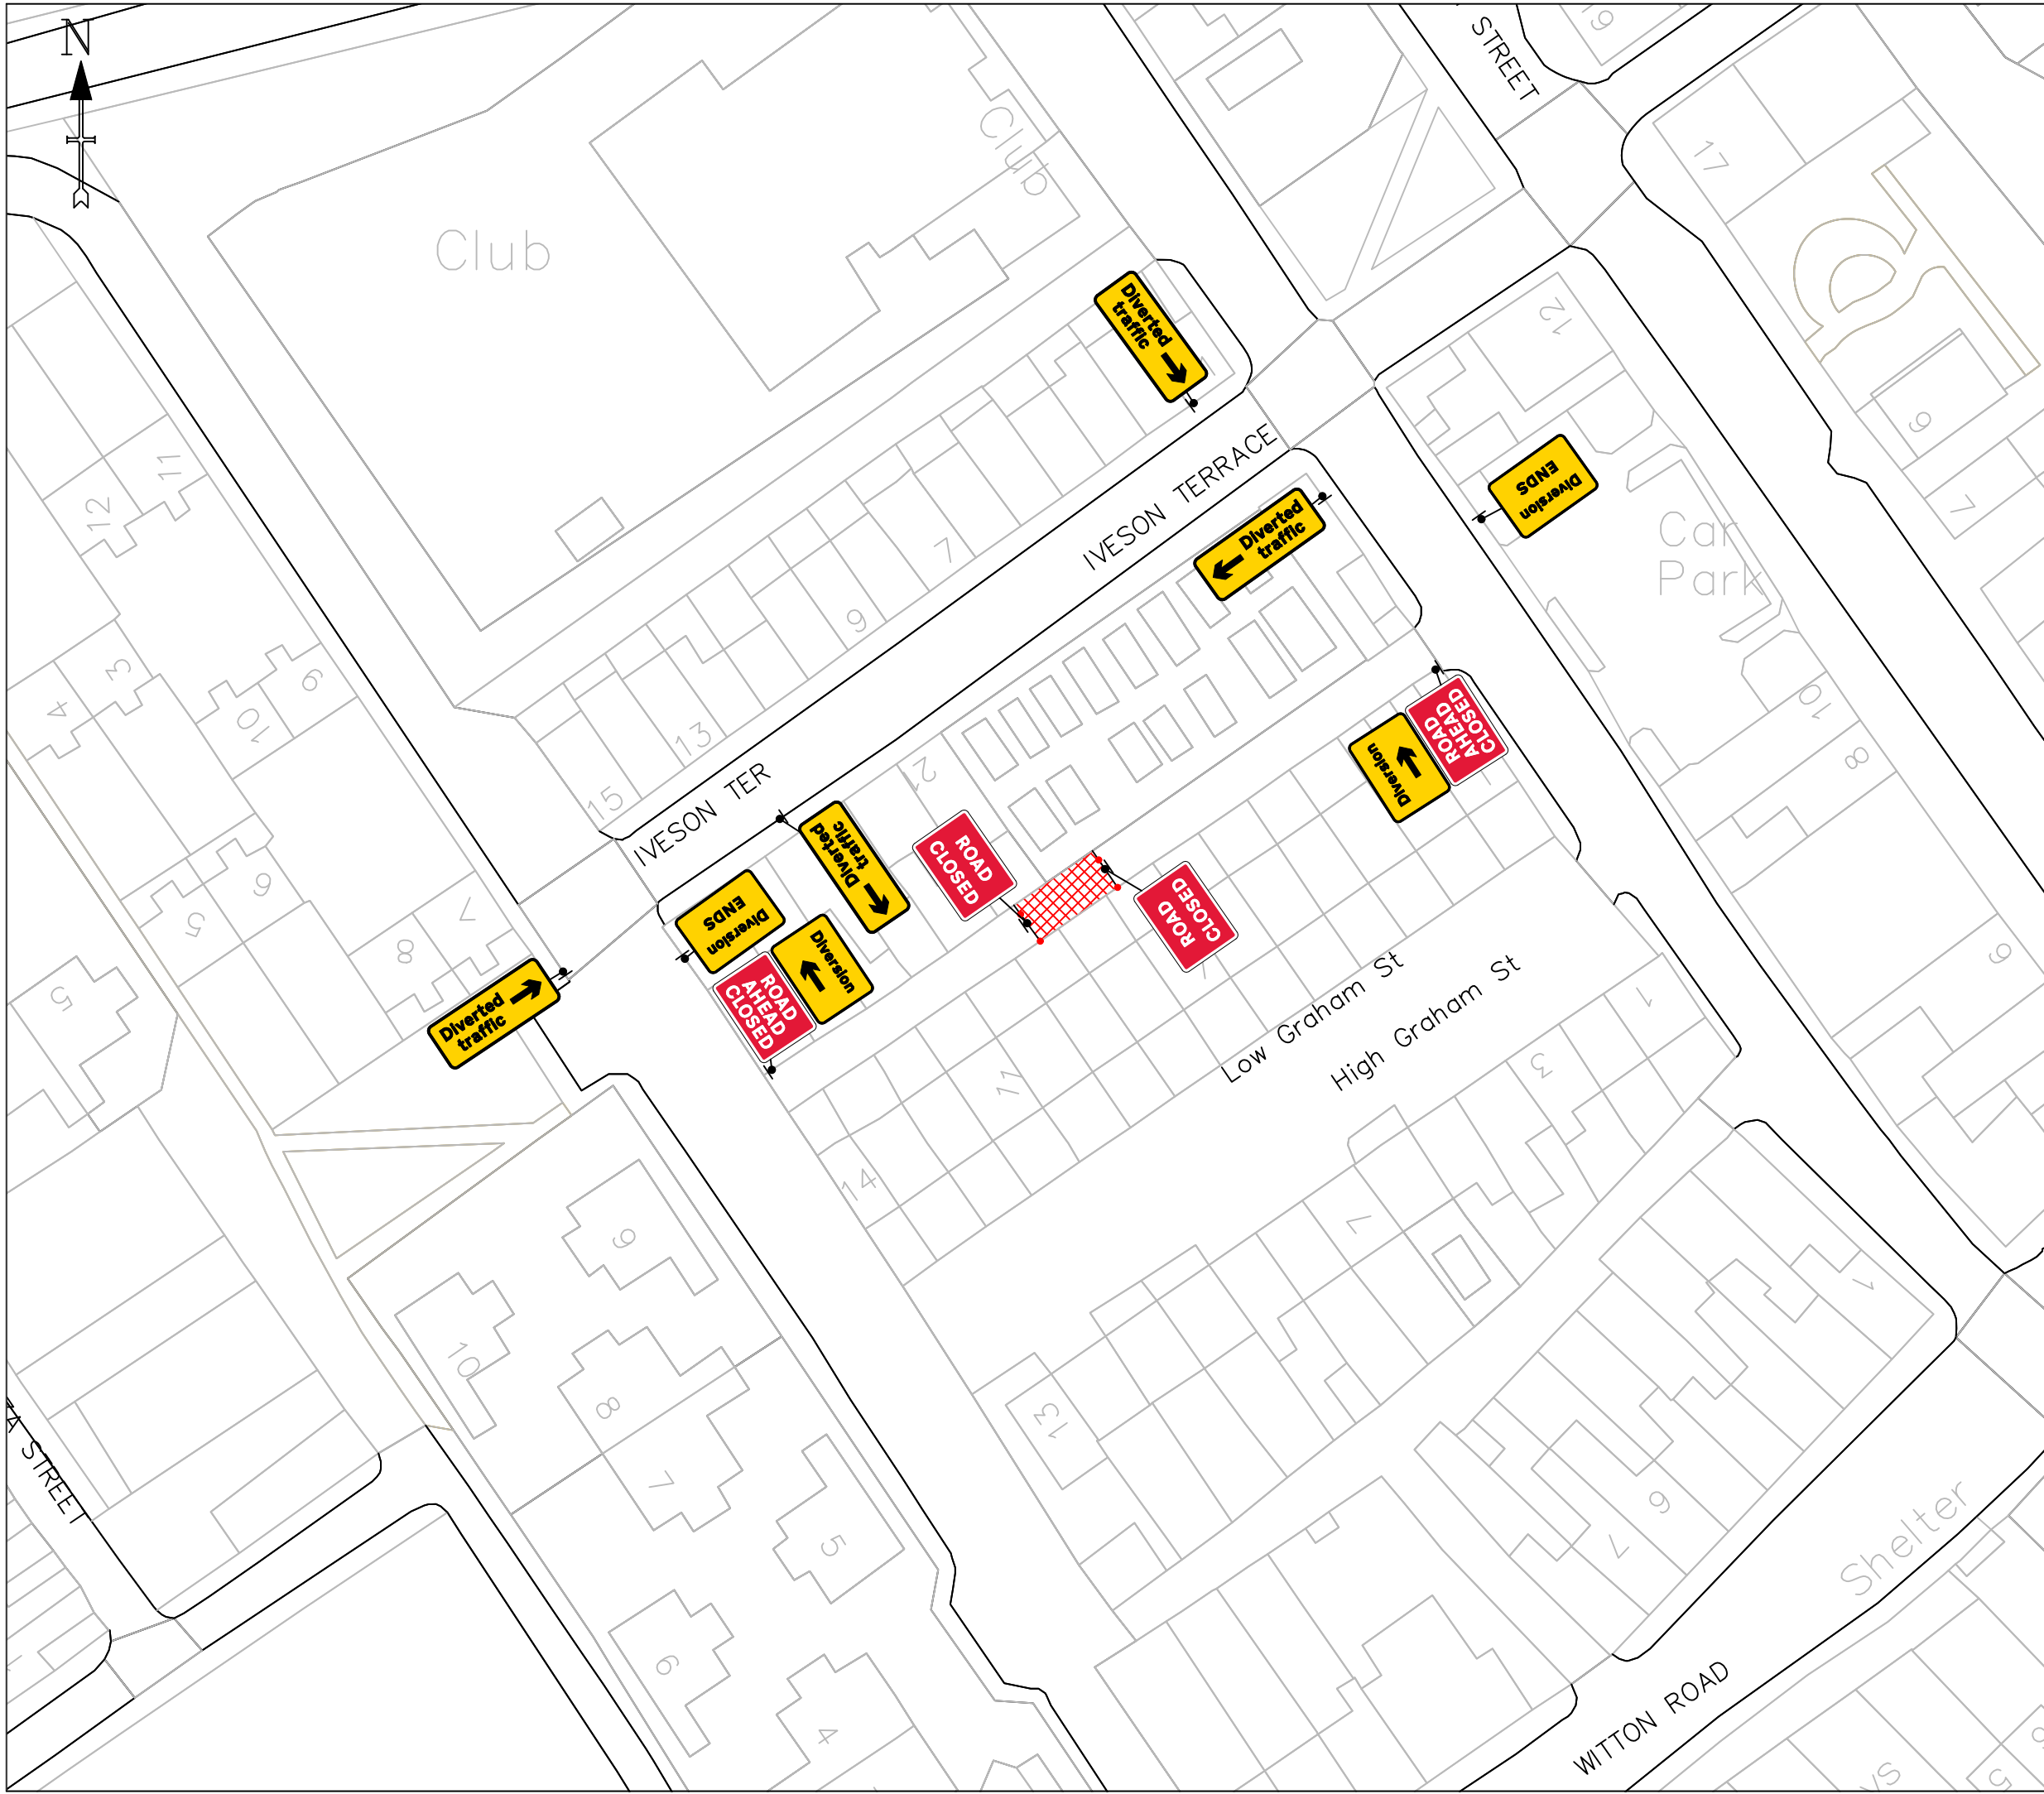 N
STREET
19
17
Club
Club
Diverted
traffic
12
6
7
11
12
IVESON TERRACE
7
9
Diversion
ENDS
Car
Park
Diverted
traffic
3
4
9
10
13
15
IVESON TER
21
ROAD
AHEAD
CLOSED
Diversion
10
8
Diverted
traffic
ROAD
CLOSED
ROAD
CLOSED
Diversion
ENDS
Diversion
ROAD
AHEAD
CLOSED
Diverted
traffic
6
5
7
8
5
Low Graham St
High Graham St
1
3
11
14
7
9
9
10
8
7
5
13
1
6
7
Shelter
A STREET
6
4
WITTON ROAD